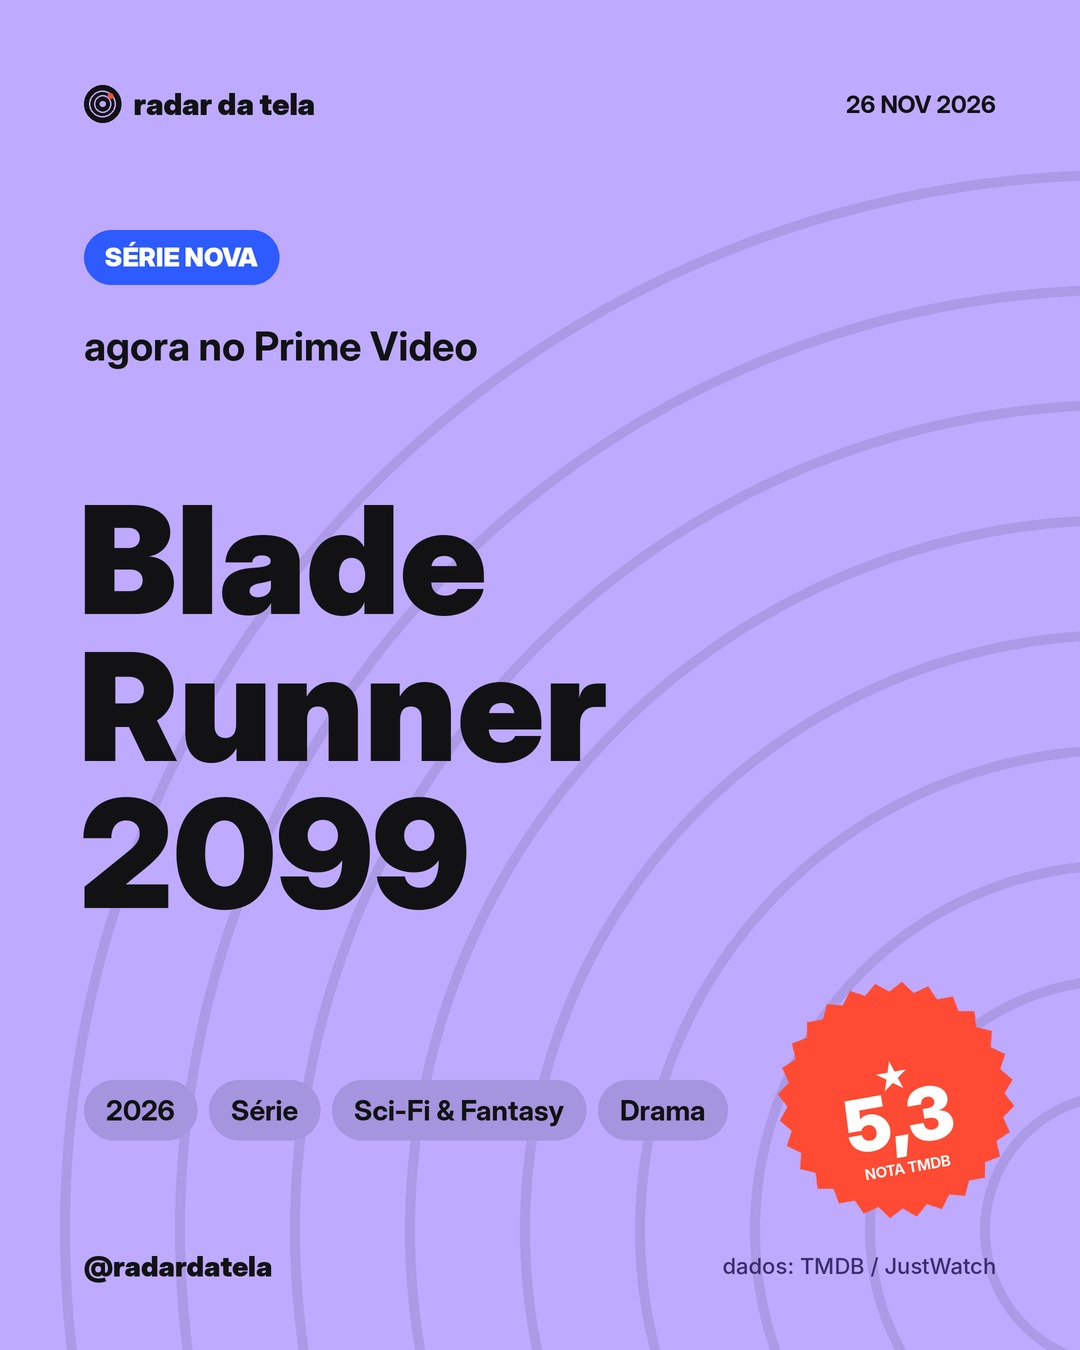 radar da tela
26 NOV 2026
SÉRIE NOVA
agora no Prime Video
Blade
Runner
2099
2026
Série
Sci-Fi & Fantasy
Drama
★
5,3
NOTA TMDB
@radardatela
dados: TMDB / JustWatch